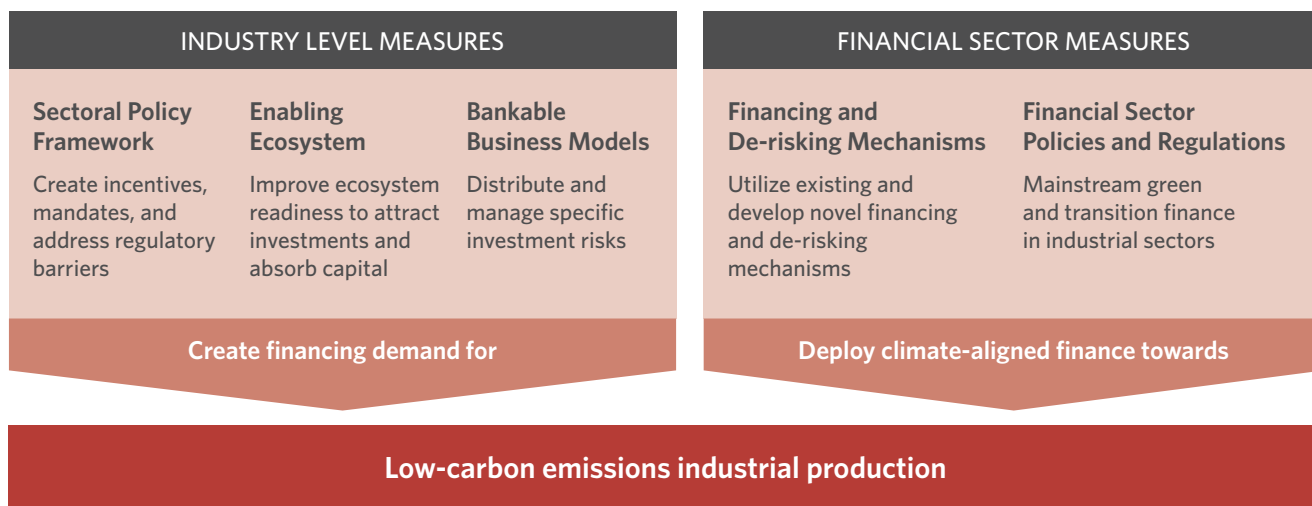 INDUSTRY LEVEL MEASURES
Sectoral Policy
Framework
Create incentives,
mandates, and
address regulatory
barriers
Enabling
Ecosystem
Improve ecosystem
readiness to attract
investments and
absorb capital
Bankable
Business Models
Distribute and
manage specific
investment risks
Create financing demand for
FINANCIAL SECTOR MEASURES
Financing and
De-risking Mechanisms
Utilize existing and
develop novel financing
and de-risking
mechanisms
Financial Sector
Policies and Regulations
Mainstream green
and transition finance
in industrial sectors
Deploy climate-aligned finance towards
Low-carbon emissions industrial production